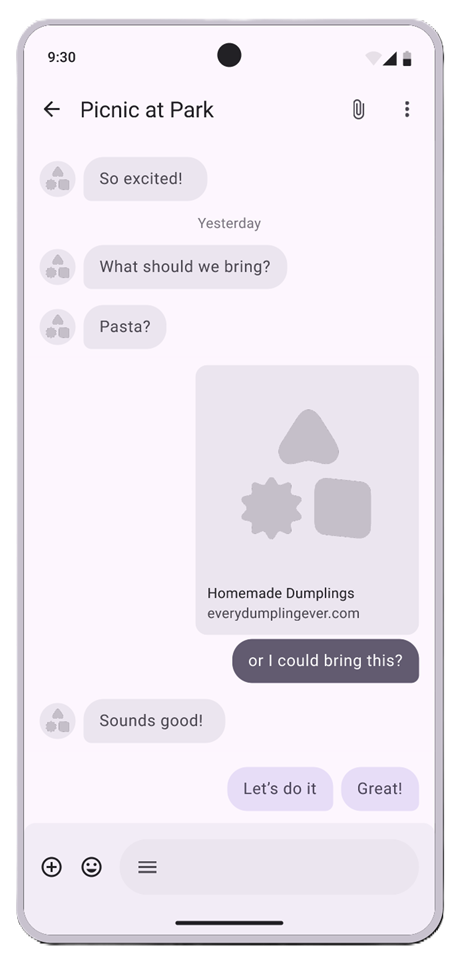 9:30
Picnic at Park
So excited!
Yesterday
What should we bring?
Pasta?
Homemade Dumplings
everydumplingever.com
or I could bring this?
Sounds good!
Let’s do it
Great!